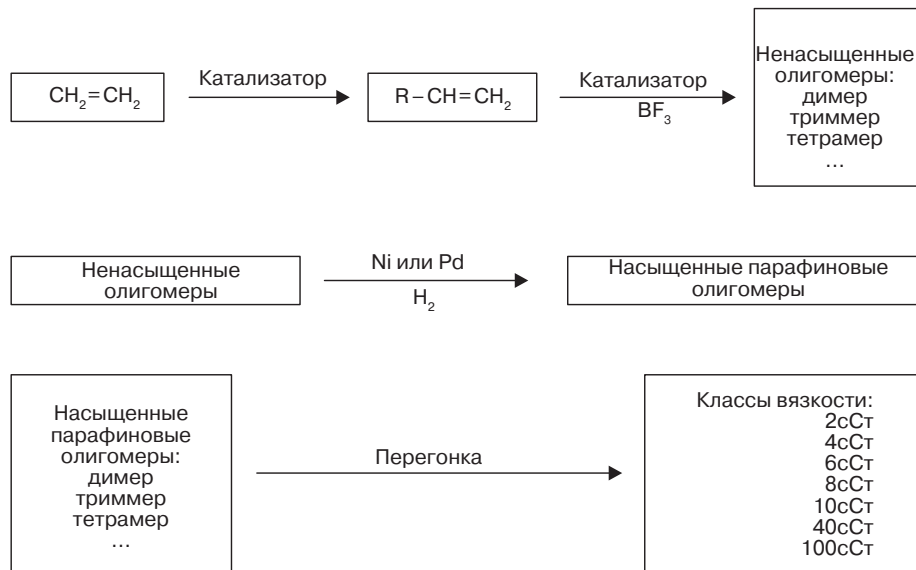 CH₂=CH₂
Катализатор
R–CH=CH₂
Катализатор
BF₃
Ненасыщенные
олигомеры:
димер
триммер
тетрамер
...
Ненасыщенные
олигомеры
Ni или Pd
H₂
Насыщенные парафиновые
олигомеры
Насыщенные
парафиновые
олигомеры:
димер
триммер
тетрамер
...
Перегонка
Классы вязкости:
2сСт
4сСт
6сСт
8сСт
10сСт
40сСт
100сСт